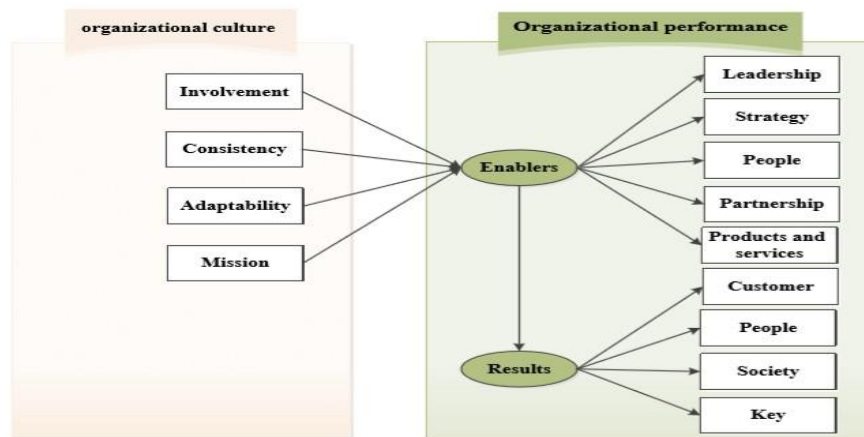 organizational culture
Organizational performance
Involvement
Consistency
Adaptability
Mission
Enablers
Results
Leadership
Strategy
People
Partnership
Products and
services
Customer
People
Society
Key